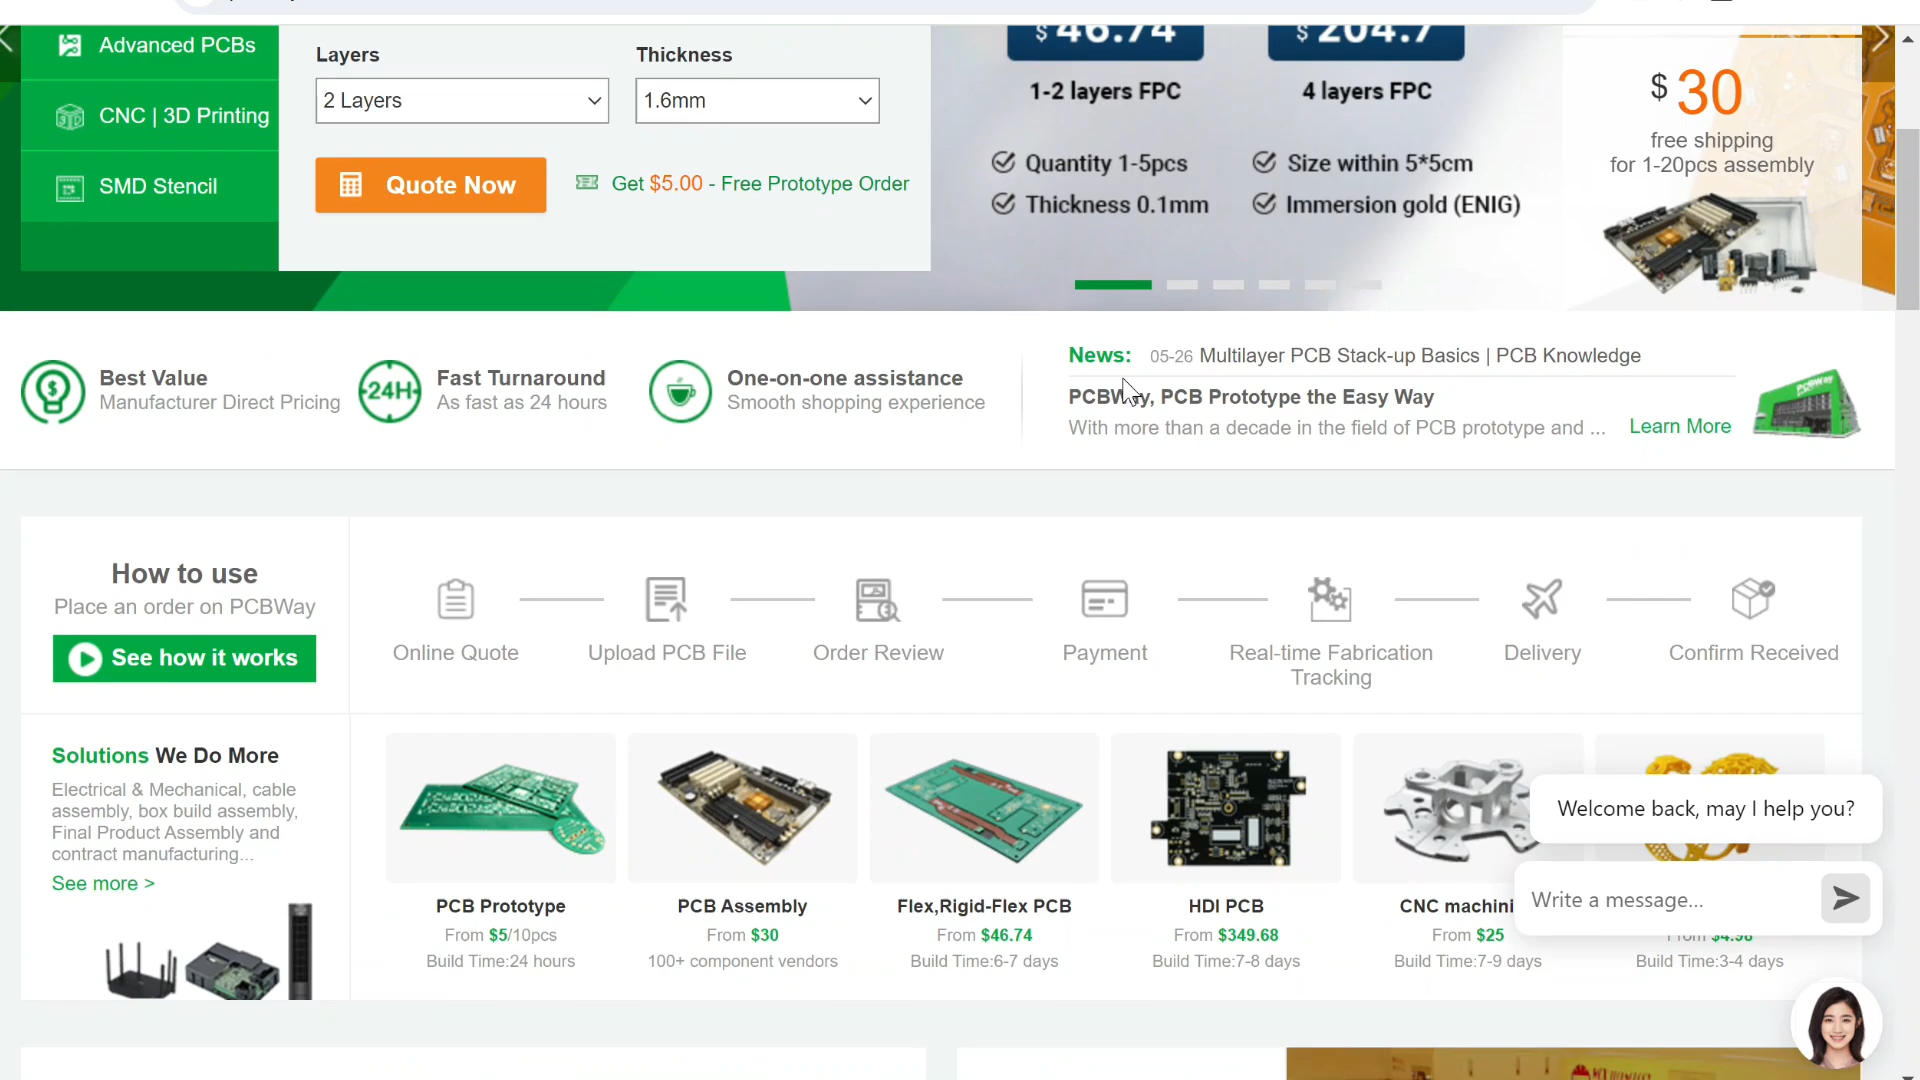 Advanced PCBs
CNC | 3D Printing
SMD Stencil
Layers
Thickness
2 Layers
1.6mm
Quote Now
Get $5.00 - Free Prototype Order
$ 46.74
$ 204.7
1-2 layers FPC
4 layers FPC
Quantity 1-5pcs
Size within 5*5cm
Thickness 0.1mm
Immersion gold (ENIG)
$ 30
free shipping
for 1-20pcs assembly
Best Value
Manufacturer Direct Pricing
24H
Fast Turnaround
As fast as 24 hours
One-on-one assistance
Smooth shopping experience
News: 05-26 Multilayer PCB Stack-up Basics | PCB Knowledge
PCBWay, PCB Prototype the Easy Way
With more than a decade in the field of PCB prototype and ... Learn More
How to use
Place an order on PCBWay
See how it works
Online Quote
Upload PCB File
Order Review
Payment
Real-time Fabrication
Tracking
Delivery
Confirm Received
Solutions We Do More
Electrical & Mechanical, cable
assembly, box build assembly,
Final Product Assembly and
contract manufacturing...
See more >
PCB Prototype
From $5/10pcs
Build Time:24 hours
PCB Assembly
From $30
100+ component vendors
Flex,Rigid-Flex PCB
From $46.74
Build Time:6-7 days
HDI PCB
From $349.68
Build Time:7-8 days
CNC machini
From $25
Build Time:7-9 days
From $4.98
Build Time:3-4 days
Welcome back, may I help you?
Write a message...